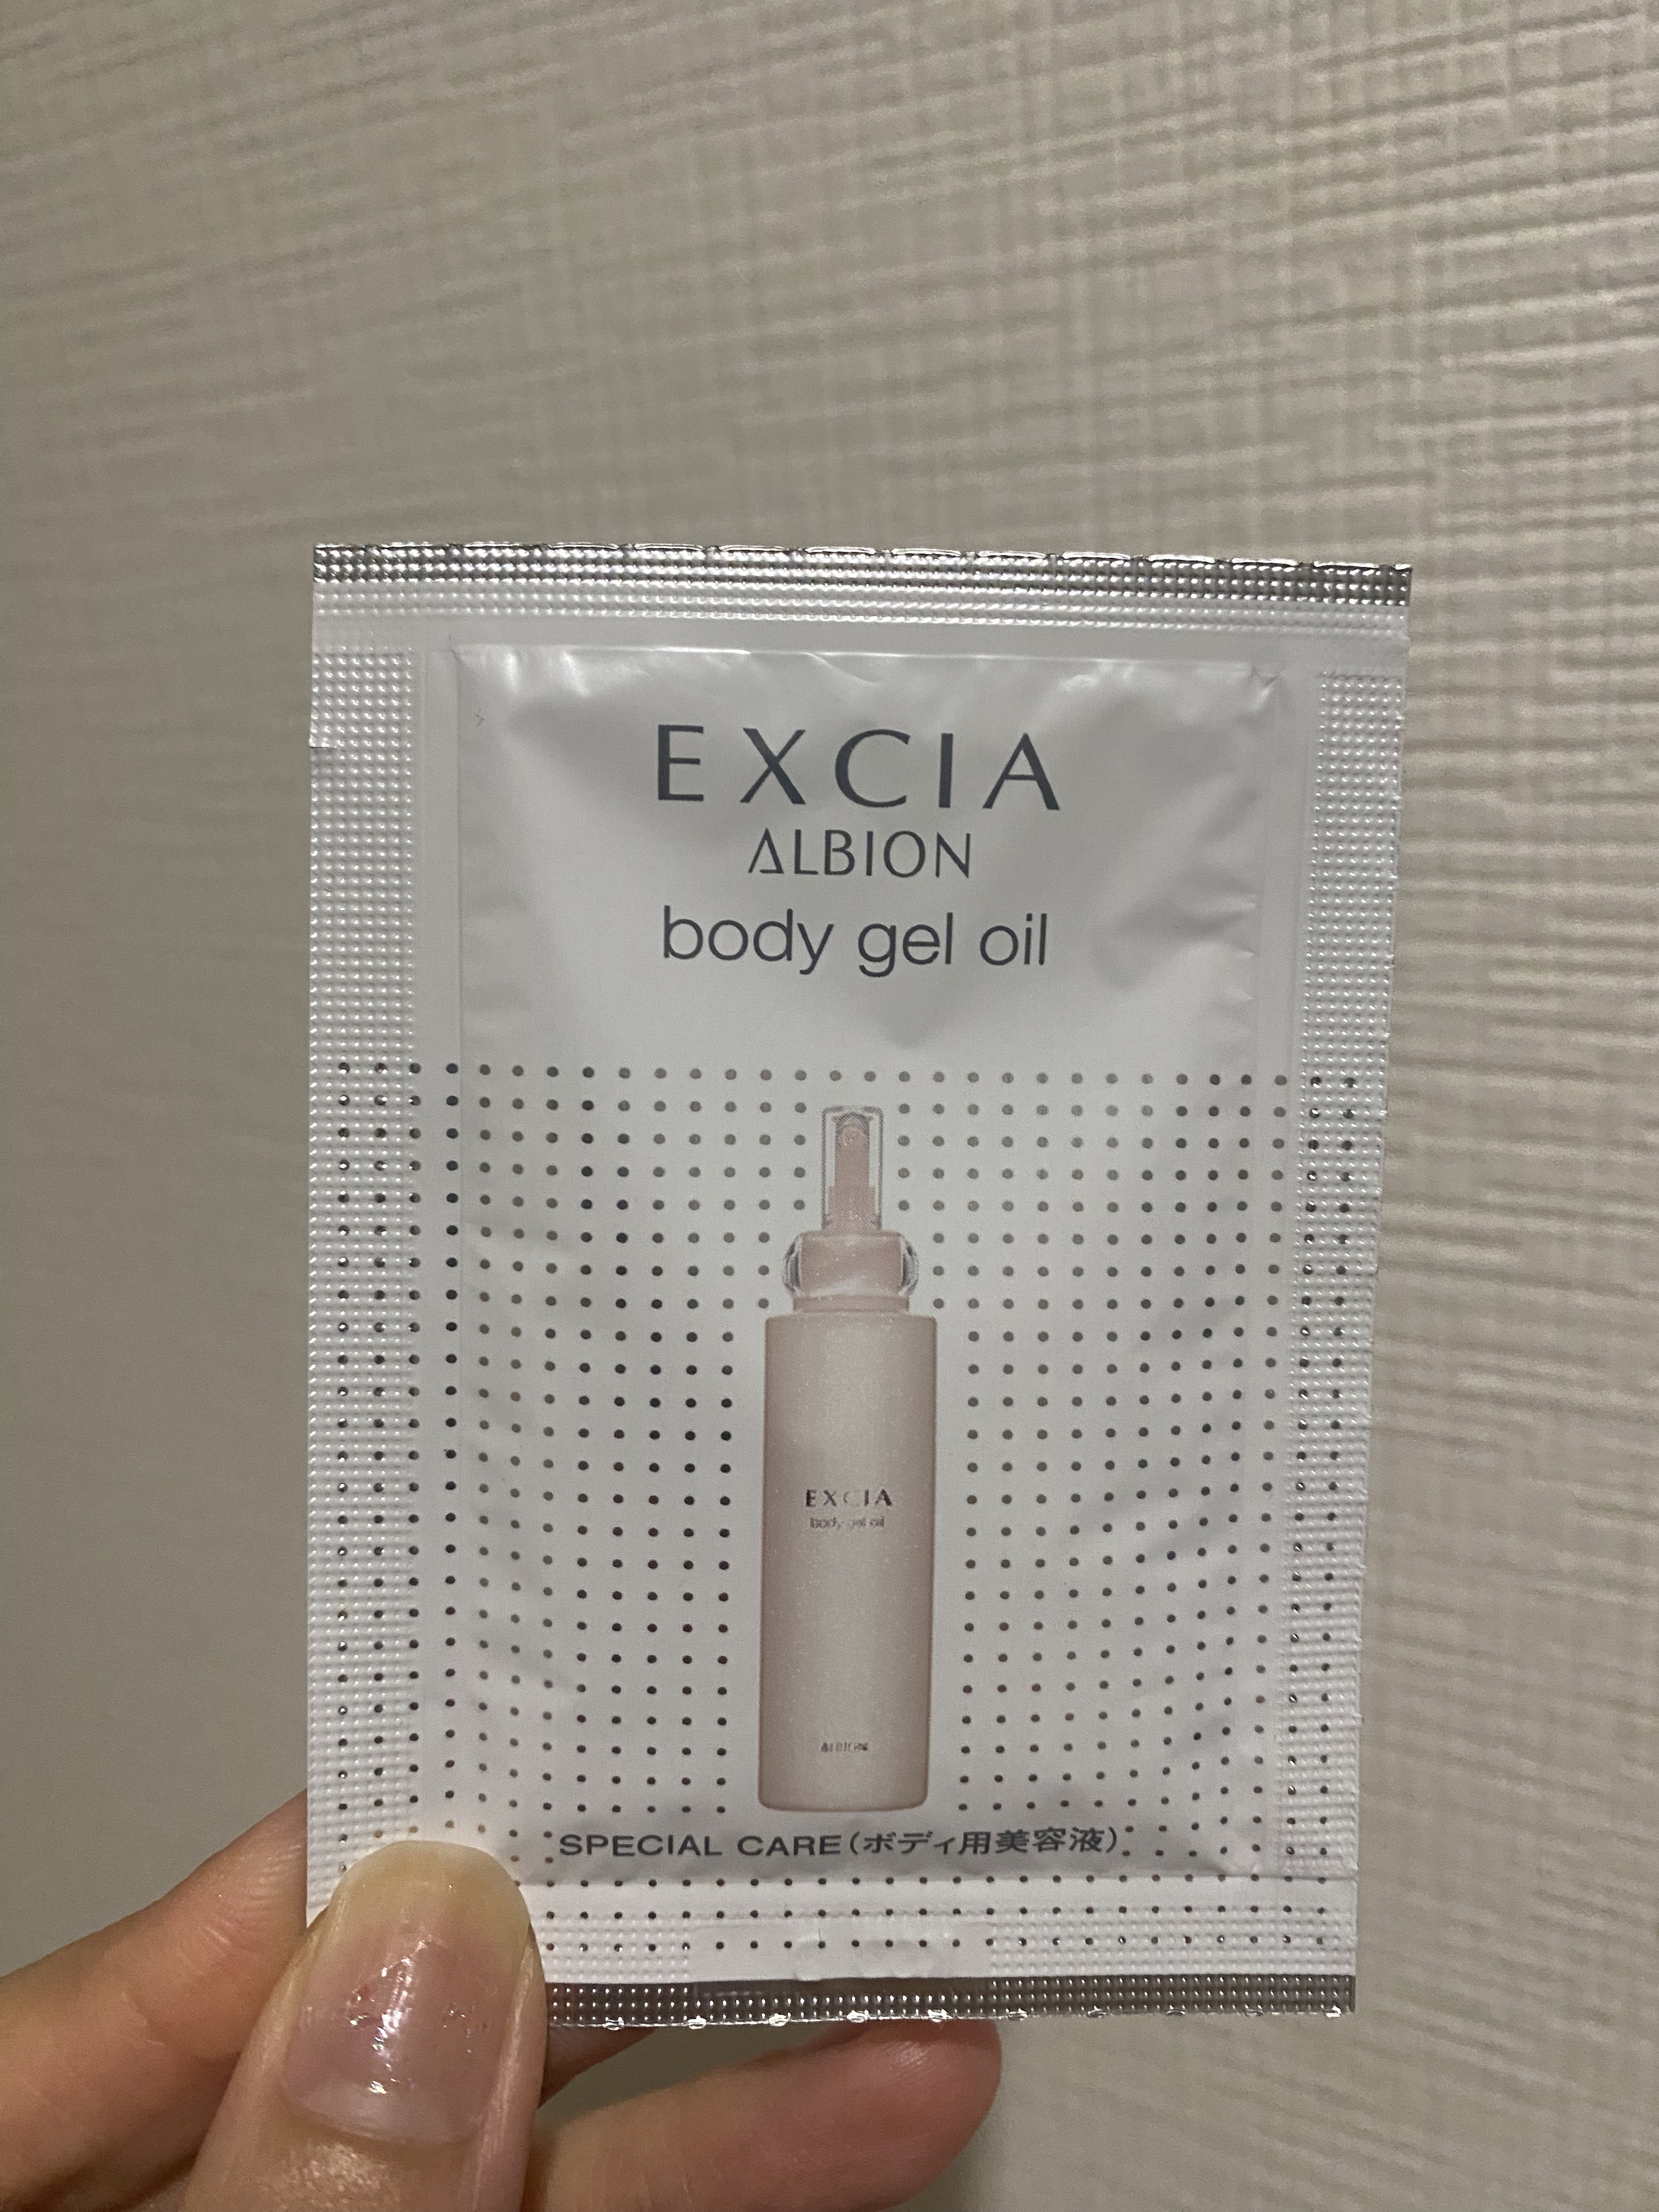 EXCIA
ALBION
body gel oil
EXCIA
body gel oil
ALBION
SPECIAL CARE(ボディ用美容液)